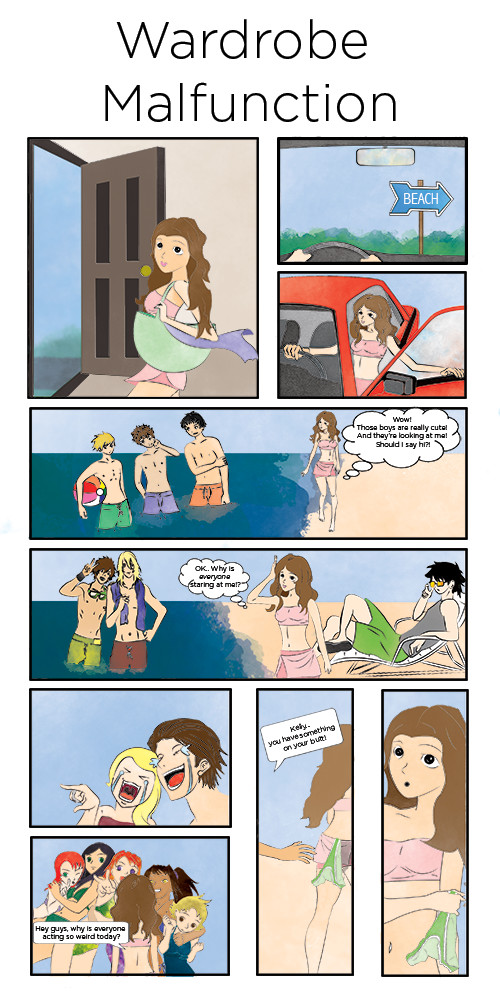 Wardrobe
Malfunction
BEACH
Wow!
Those boys are really cute!
And they're looking at me!
Should I say hi?!
OK.. Why is
everyone
staring at me!?
Kelly..
you have something
on your butt!
Hey guys, why is everyone
acting so weird today?